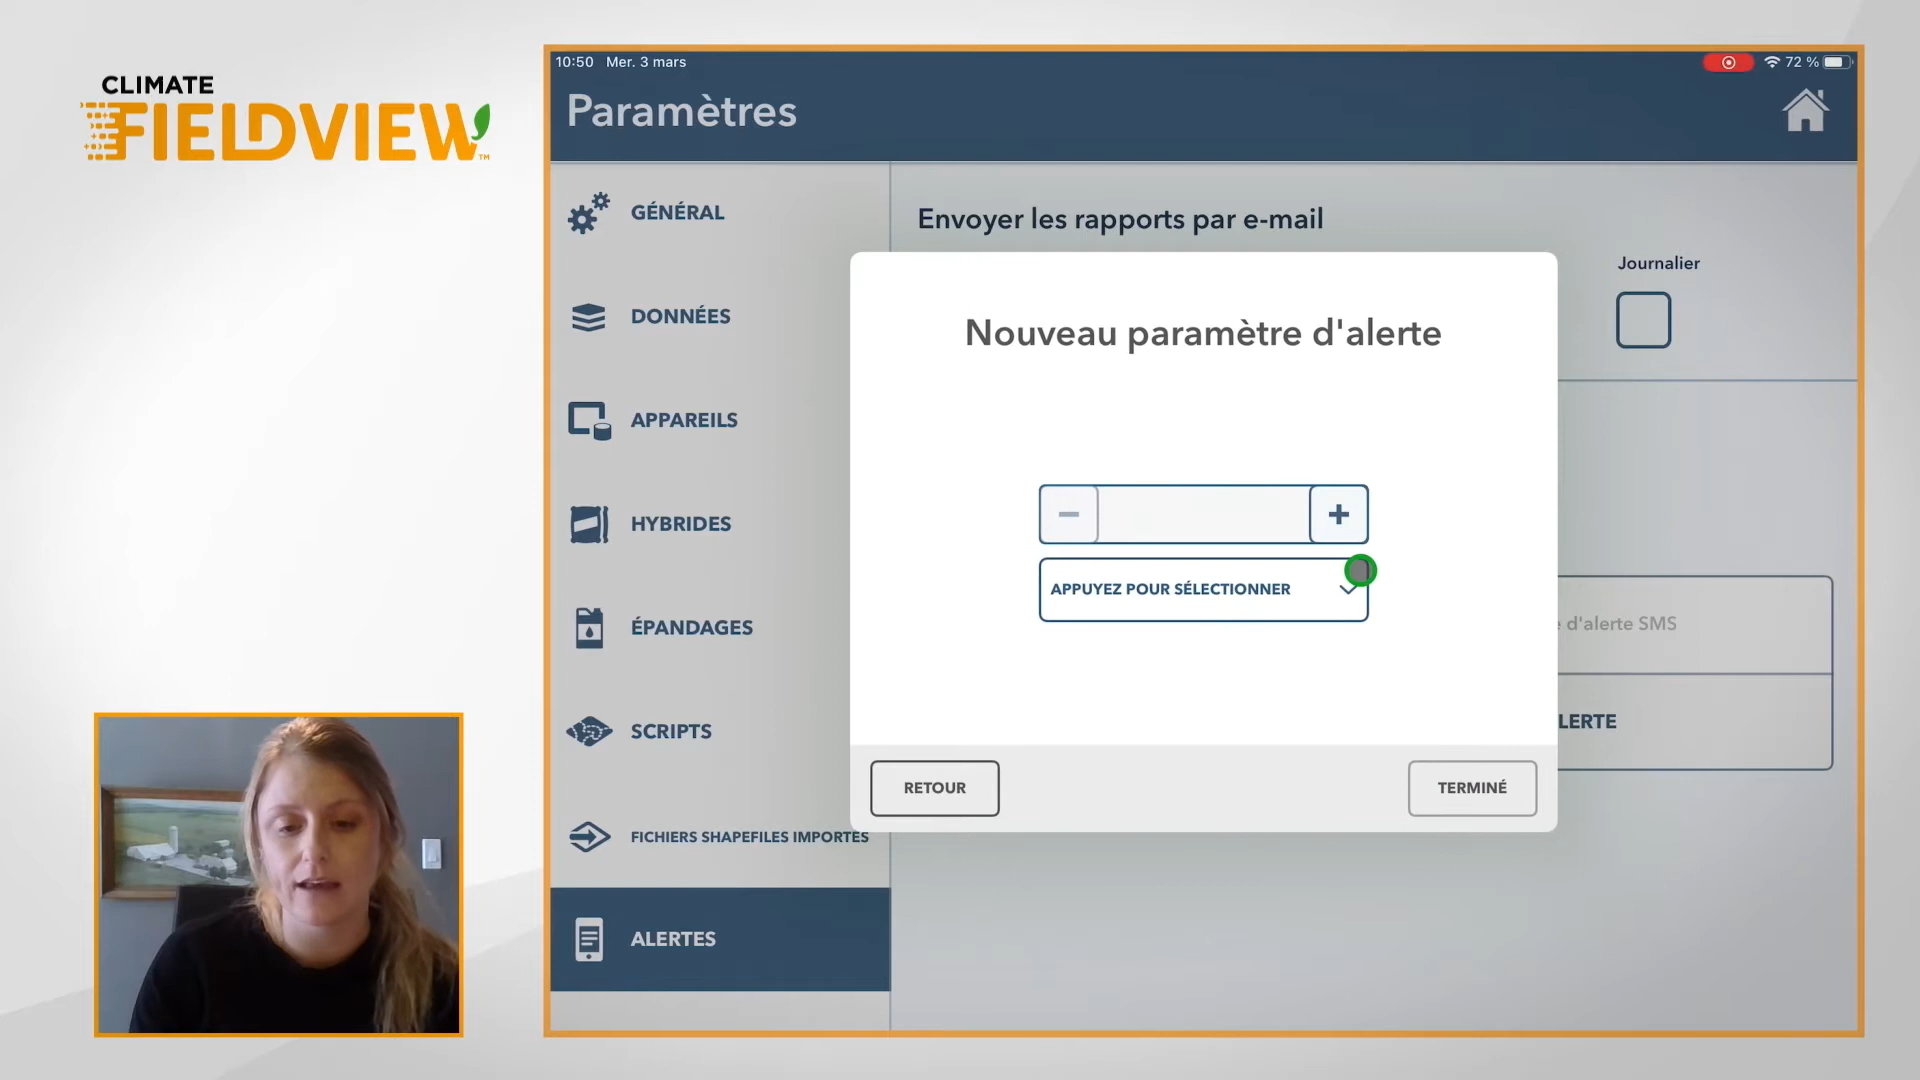 CLIMATE
FIELDVIEW™
10:50 Mer. 3 mars
72 %
Paramètres
GÉNÉRAL
DONNÉES
APPAREILS
HYBRIDES
ÉPANDAGES
SCRIPTS
FICHIERS SHAPEFILES IMPORTÉS
ALERTES
Envoyer les rapports par e-mail
Journalier
Nouveau paramètre d'alerte
− +
APPUYEZ POUR SÉLECTIONNER
RETOUR
TERMINÉ
d'alerte SMS
LERTE